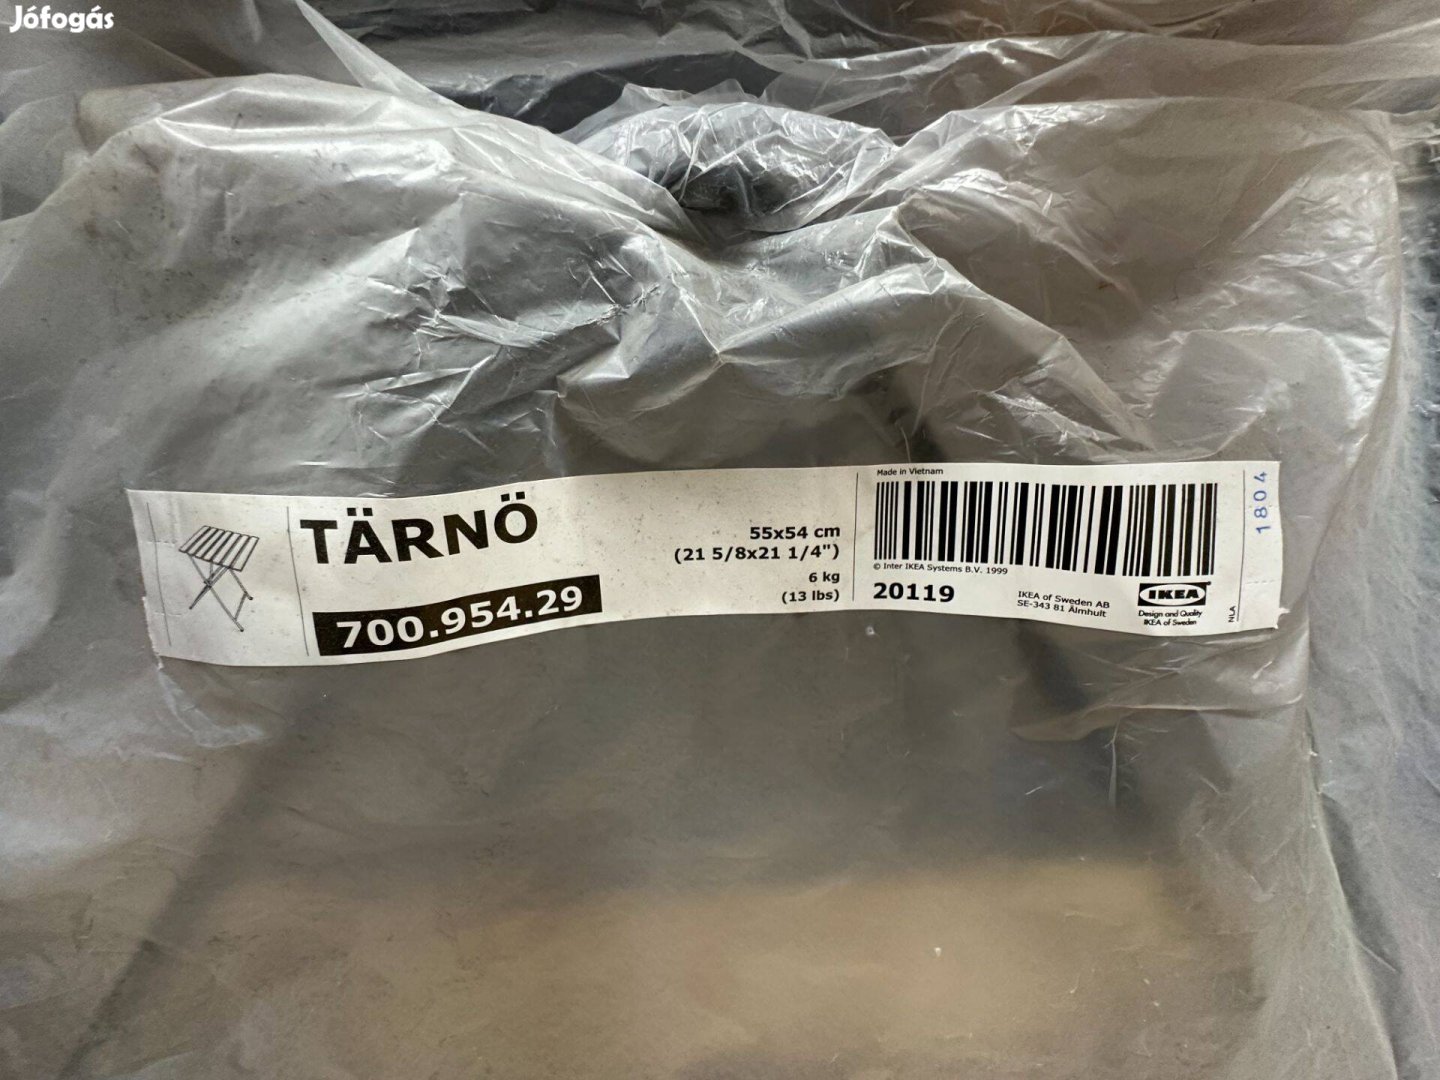 Jófogás
TÄRNÖ
700.954.29
55x54 cm
(21 5/8x21 1/4")
6 kg
(13 lbs)
Made in Vietnam
© Inter IKEA Systems B.V. 1999
20119
IKEA of Sweden AB
SE-343 81 Älmhult
IKEA
Design and Quality
IKEA of Sweden
NLA
1804